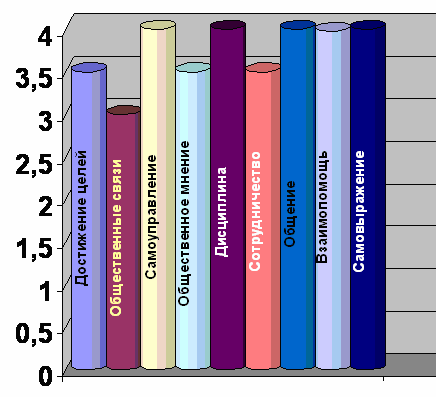 4
3,5
3
2,5
2
1,5
1
0,5
0
Достижение целей
Общественные связи
Самоуправление
Общественное мнение
Дисциплина
Сотрудничество
Общение
Взаимопомощь
Самовыражение